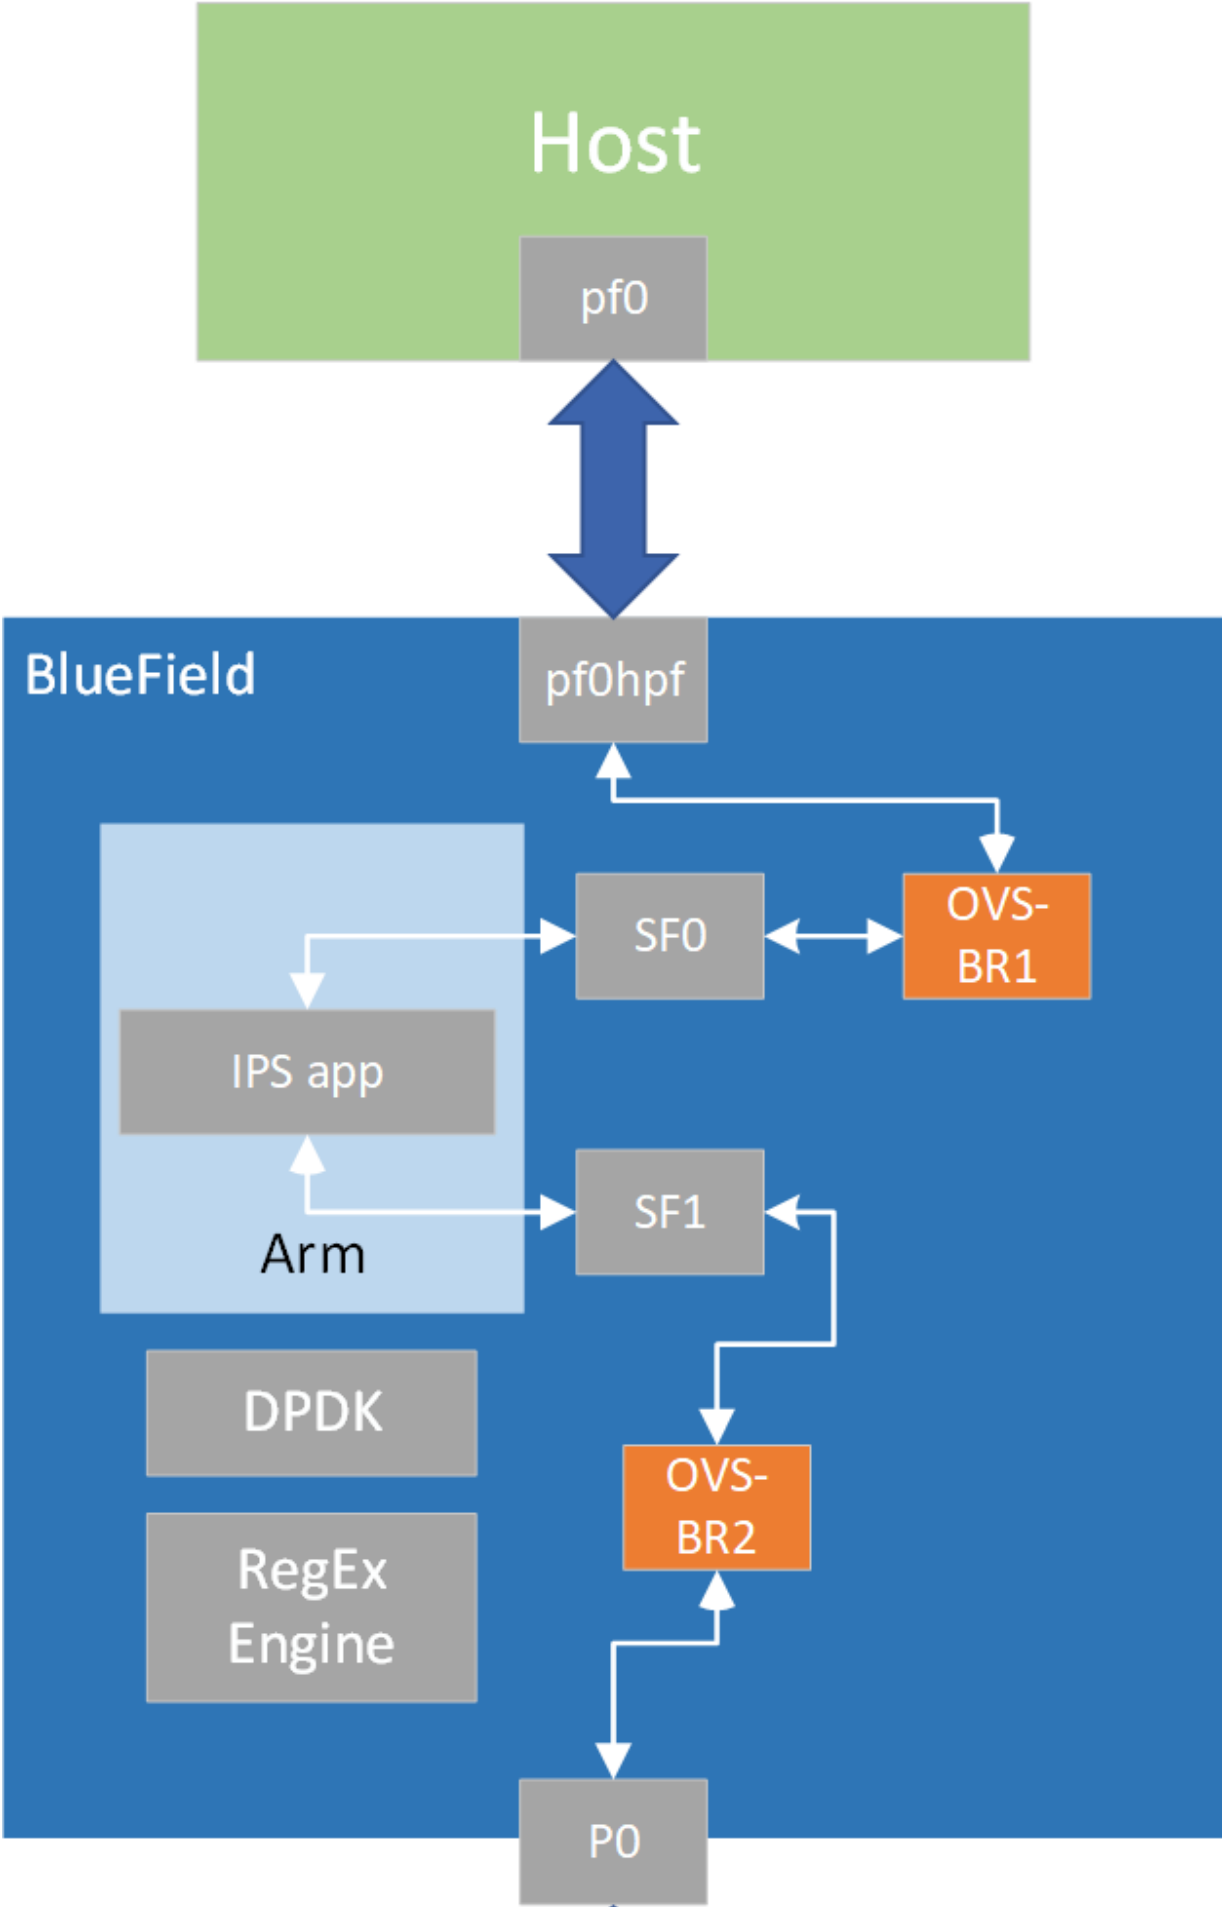 Host
pf0
BlueField
pf0hpf
SF0
OVS-
BR1
IPS app
SF1
Arm
DPDK
OVS-
BR2
RegEx
Engine
P0